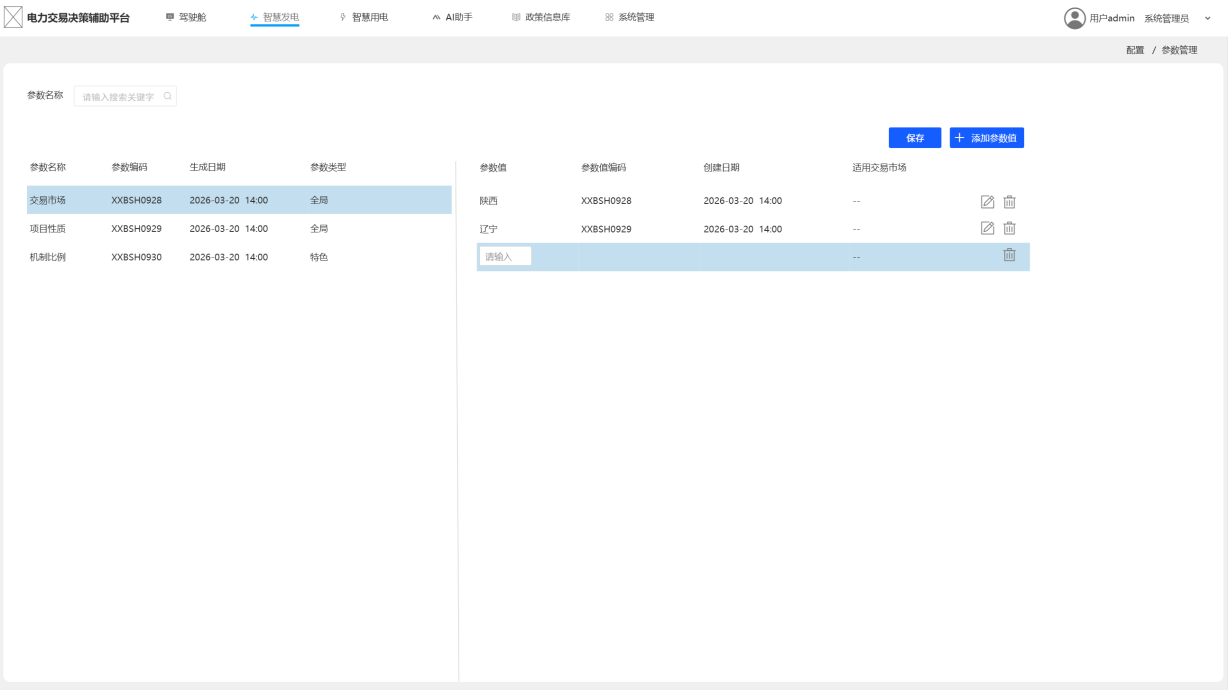 电力交易决策辅助平台 驾驶舱 智慧发电 智慧用电 AI助手 政策信息库 系统管理 用户admin 系统管理员
配置 / 参数管理
参数名称 请输入搜索关键字
保存 添加参数值
参数名称 参数编码 生成日期 参数类型 参数值 参数值编码 创建日期 适用交易市场
交易市场 XXBSH0928 2026-03-20 14:00 全局 陕西 XXBSH0928 2026-03-20 14:00 --
项目性质 XXBSH0929 2026-03-20 14:00 全局 辽宁 XXBSH0929 2026-03-20 14:00 --
机制比例 XXBSH0930 2026-03-20 14:00 特色 请输入 --